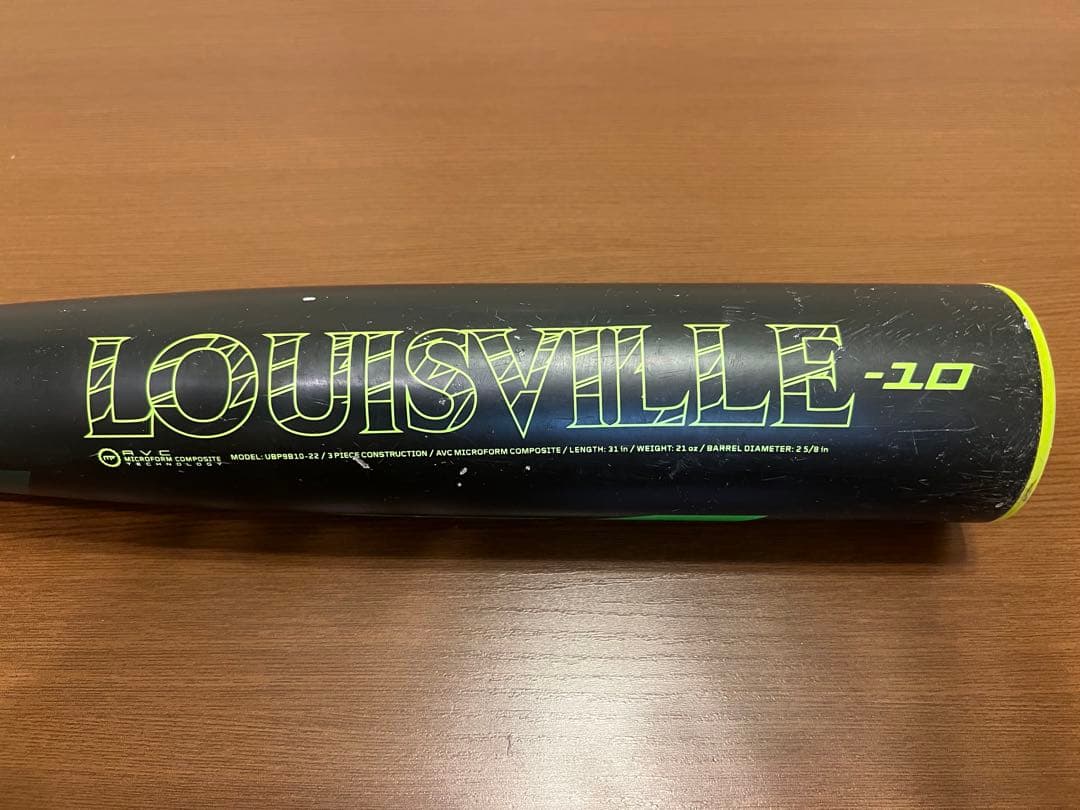 LOUISVILLE -10
mF AVC
MICROFORM COMPOSITE
TECHNOLOGY
MODEL: UBP9B10-22 / 3 PIECE CONSTRUCTION / AVC MICROFORM COMPOSITE / LENGTH: 31 in / WEIGHT: 21 oz / BARREL DIAMETER: 2 5/8 in